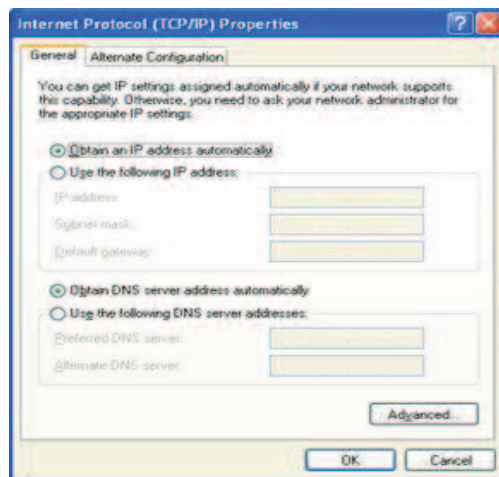 Internet Protocol (TCP/IP) Properties
General
Alternate Configuration
You can get IP settings assigned automatically if your network supports
this capability. Otherwise, you need to ask your network administrator for
the appropriate IP settings.
Obtain an IP address automatically
Use the following IP address:
IP address:
Subnet mask:
Default gateway:
Obtain DNS server address automatically
Use the following DNS server addresses:
Preferred DNS server:
Alternate DNS server:
Advanced...
OK
Cancel